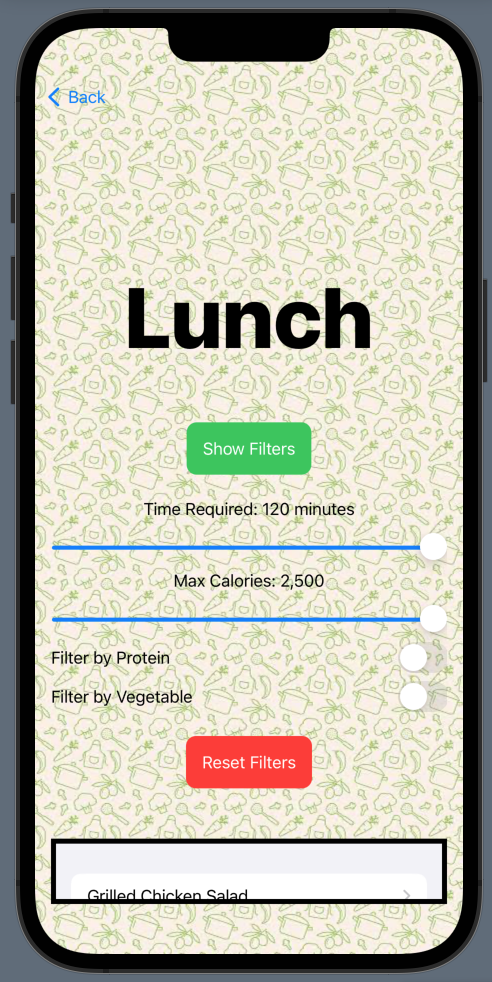 Back
Lunch
Show Filters
Time Required: 120 minutes
Max Calories: 2,500
Filter by Protein
Filter by Vegetable
Reset Filters
Grilled Chicken Salad